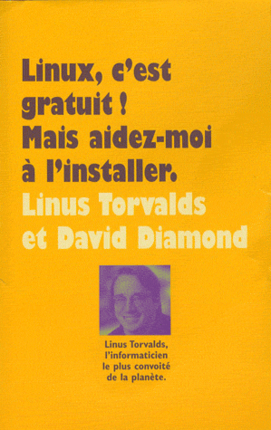 Linux, c'est
gratuit !
Mais aidez-moi
à l'installer.
Linus Torvalds
et David Diamond
Linus Torvalds,
l'informaticien
le plus convoité
de la planète.